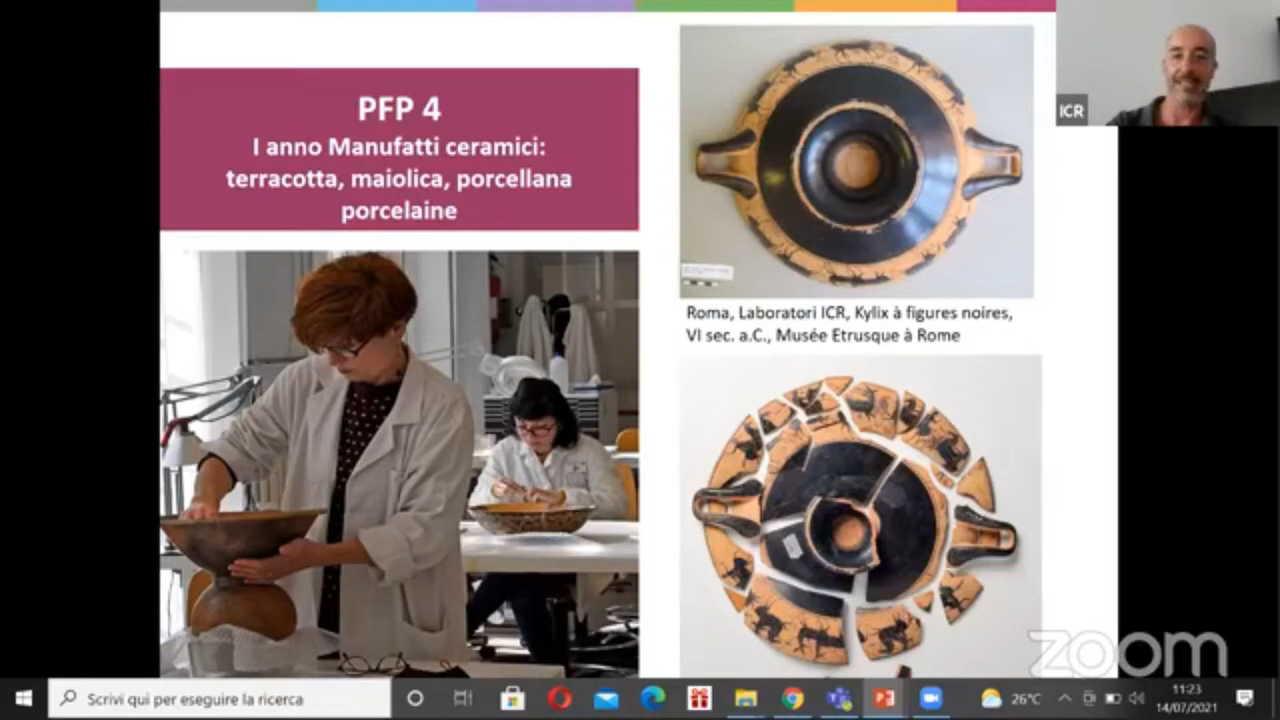 PFP 4
I anno Manufatti ceramici:
terracotta, maiolica, porcellana
porcelaine
Roma, Laboratori ICR, Kylix à figures noires,
VI sec. a.C., Musée Etrusque à Rome
ICR
zoom
Scrivi qui per eseguire la ricerca
26°C
11:23
14/07/2021